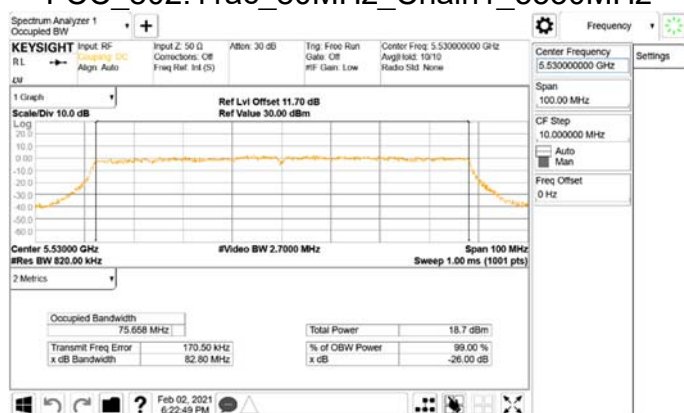 Spectrum Analyzer 1
Occupied BW
+
Frequency
KEYSIGHT
RL
Input: RF
Coupling: DC
Align: Auto
Input Z: 50 Ω
Corrections: Off
Freq Ref: Int (S)
Atten: 30 dB
Trig: Free Run
Gate: Off
#IF Gain: Low
Center Freq: 5.530000000 GHz
Avg|Hold: 10/10
Radio Std: None
Center Frequency
5.530000000 GHz
Settings
Span
100.00 MHz
CF Step
10.000000 MHz
Auto
Man
Freq Offset
0 Hz
1 Graph
Scale/Div 10.0 dB
Ref Lvl Offset 11.70 dB
Ref Value 30.00 dBm
Log
20.0
10.0
0.00
-10.0
-20.0
-30.0
-40.0
-50.0
-60.0
Center 5.53000 GHz
#Res BW 820.00 kHz
#Video BW 2.7000 MHz
Span 100 MHz
Sweep 1.00 ms (1001 pts)
2 Metrics
Occupied Bandwidth
75.658 MHz
Total Power 18.7 dBm
Transmit Freq Error 170.50 kHz
% of OBW Power 99.00 %
x dB Bandwidth 82.80 MHz
x dB -26.00 dB
?
Feb 02, 2021
6:22:49 PM